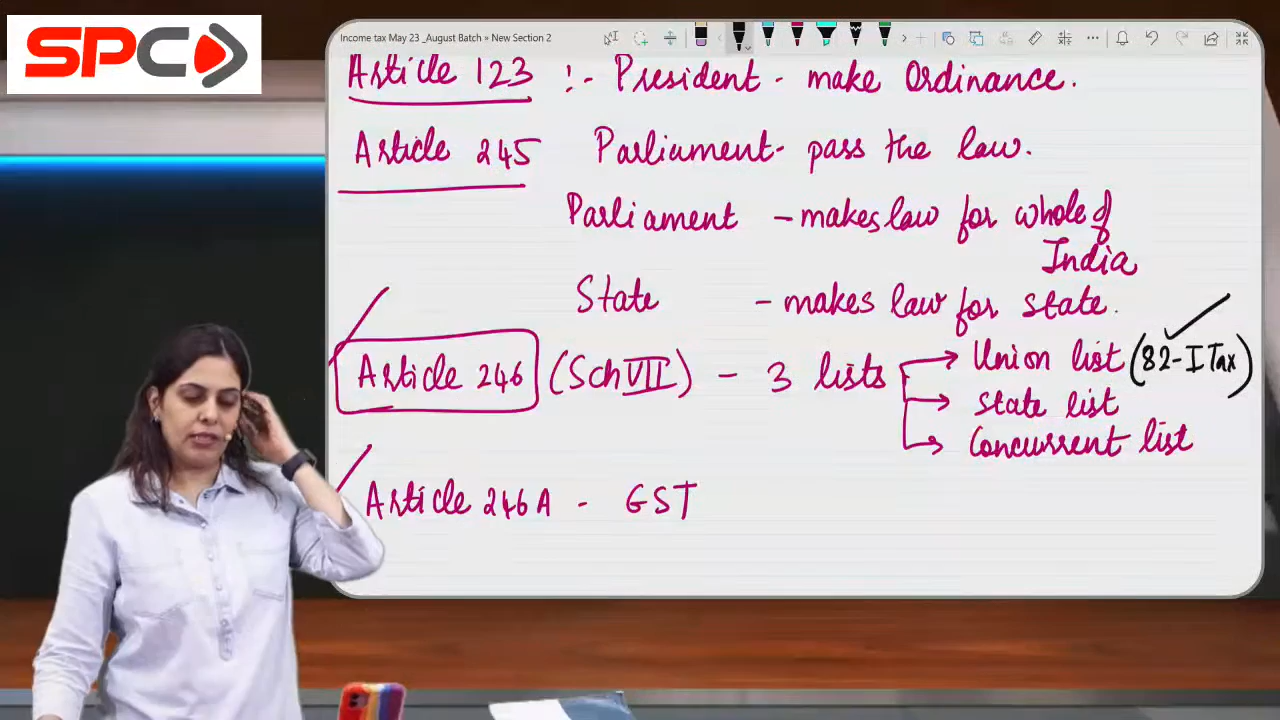 SPC
Income tax May 23 _August Batch » New Section 2
Article 123 :- President - make Ordinance.
Article 245 Parliament - pass the law.
Parliament - makes law for whole of
India
State - makes law for state.
Article 246 (Sch VII) - 3 lists Union list (82-I Tax)
State list
Concurrent list
Article 246A - GST